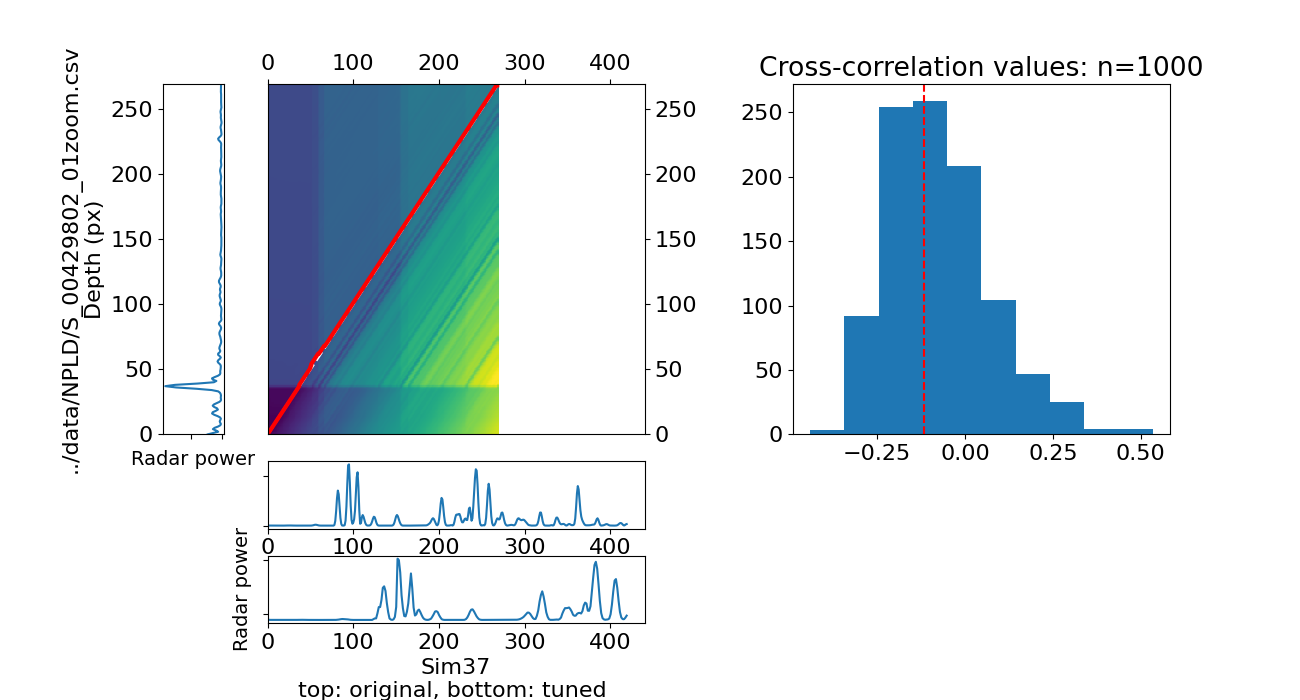 ../data/NPLD/S_00429802_01zoom.csv
Depth (px)
0 50 100 150 200 250
Radar power
0 100 200 300 400
0 50 100 150 200 250
0 100 200 300 400
Radar power
0 100 200 300 400
Sim37
top: original, bottom: tuned
Cross-correlation values: n=1000
0 50 100 150 200 250
−0.25 0.00 0.25 0.50